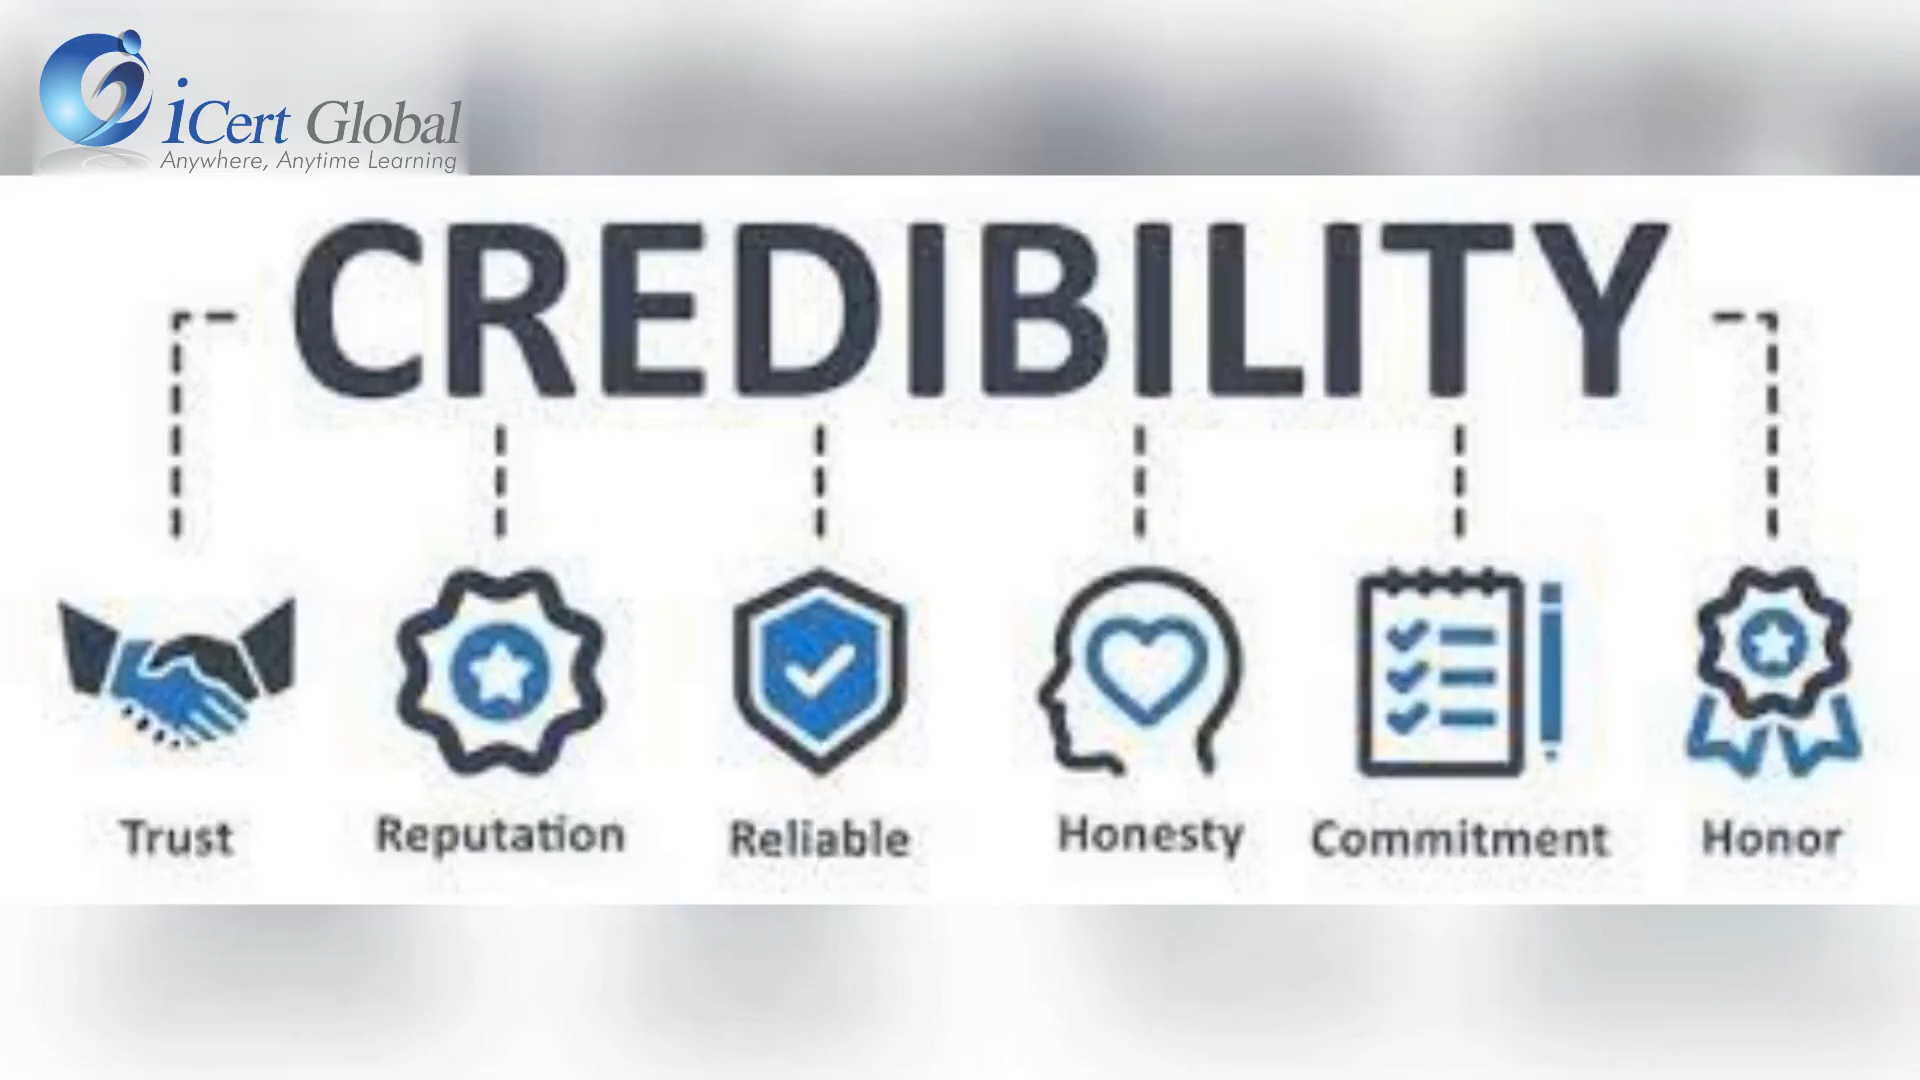 iCert Global
Anywhere, Anytime Learning
CREDIBILITY
Trust Reputation Reliable Honesty Commitment Honor